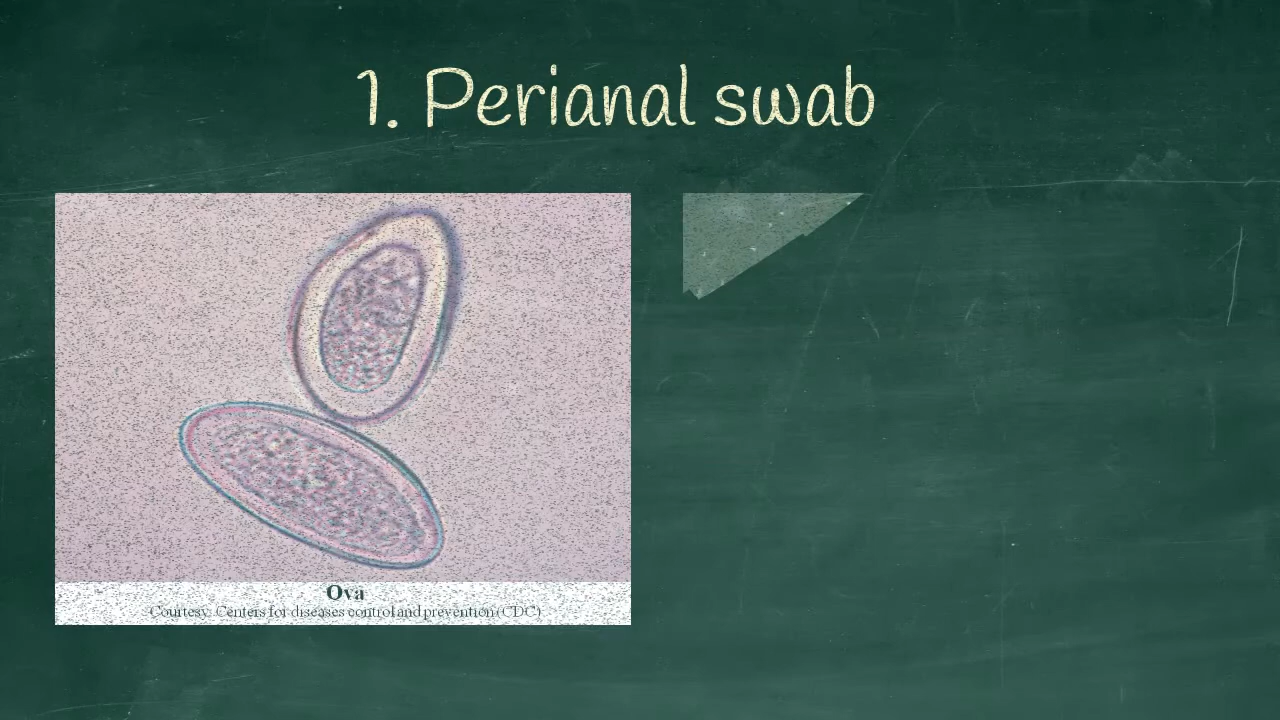 1. Perianal swab
Ova
Courtesy: Centers for diseases control and prevention (CDC)